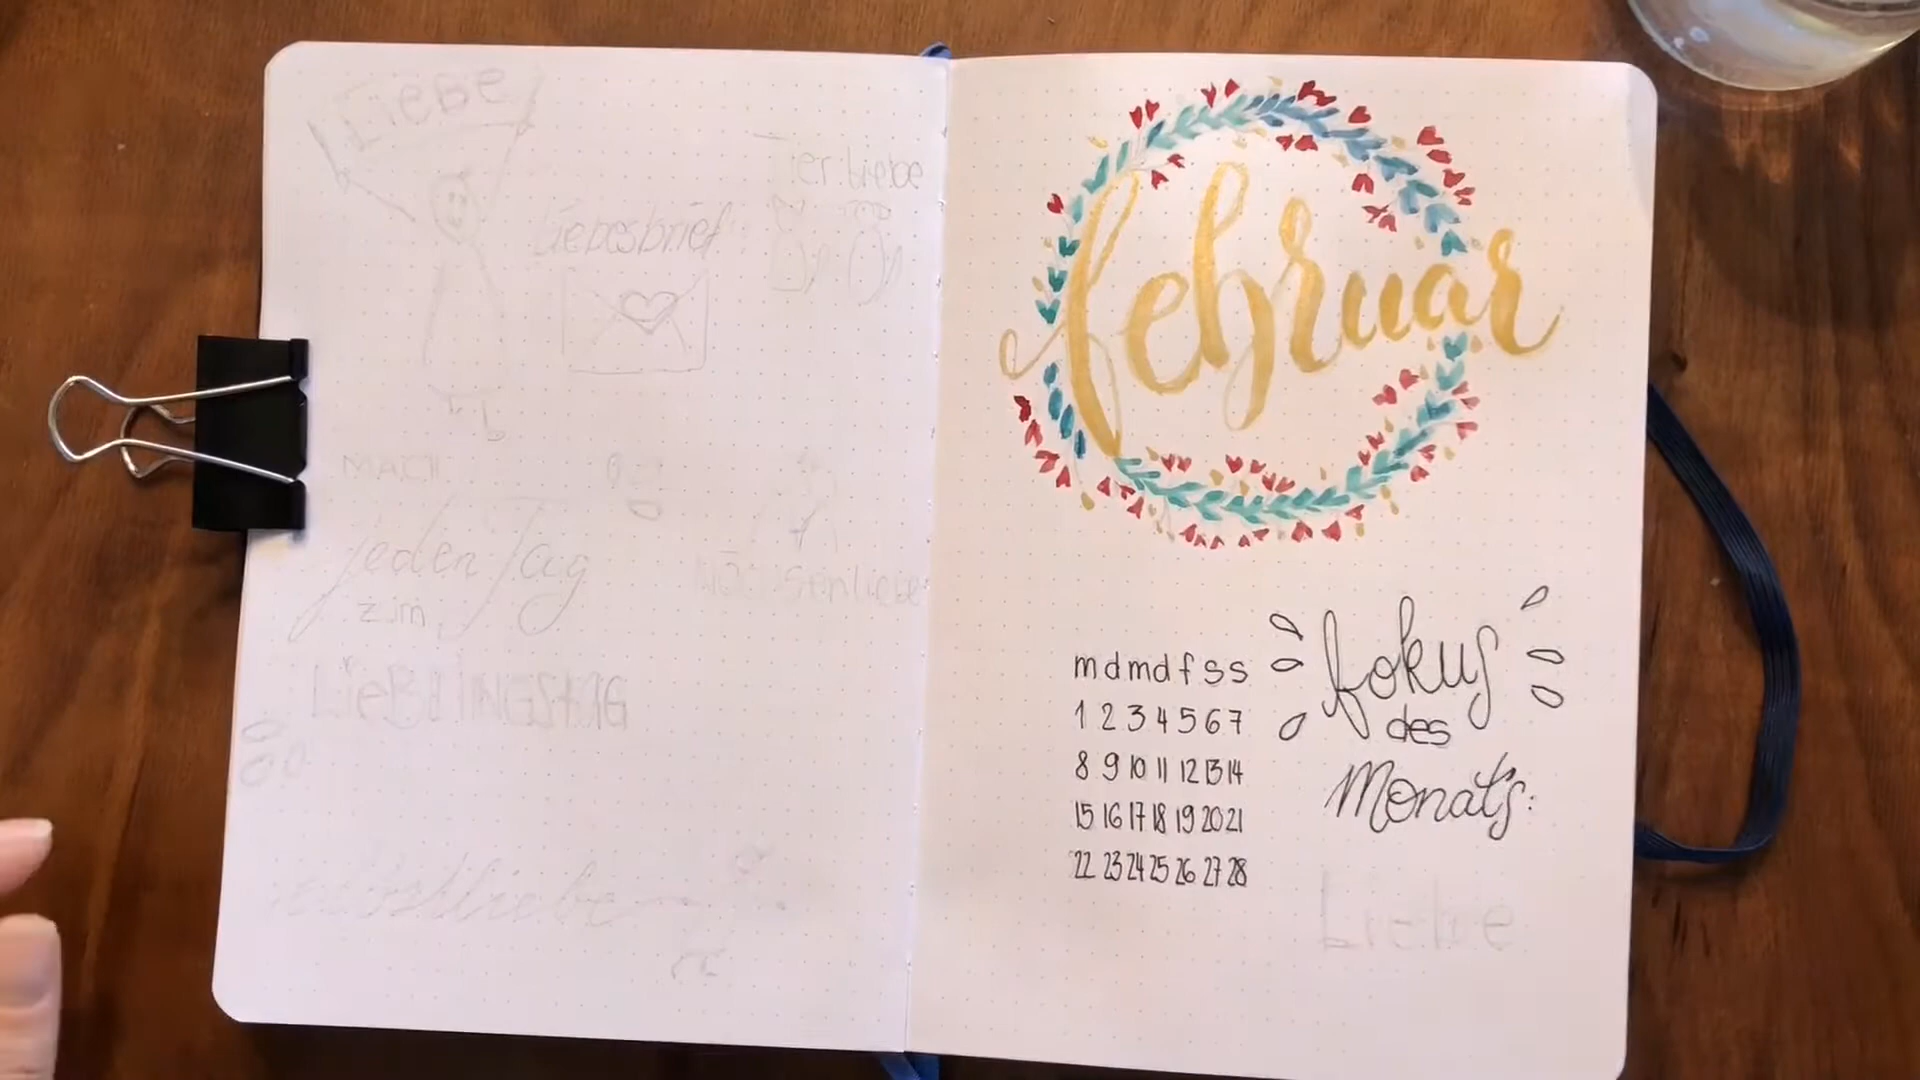 Liebe
Tierliebe
Liebesbrief
MACH
jeden Tag
zum
LieBLINGSTAG
selbstliebe
februar
m d m d f s s
1 2 3 4 5 6 7
8 9 10 11 12 13 14
15 16 17 18 19 20 21
22 23 24 25 26 27 28
fokus
des
Monats:
Liebe